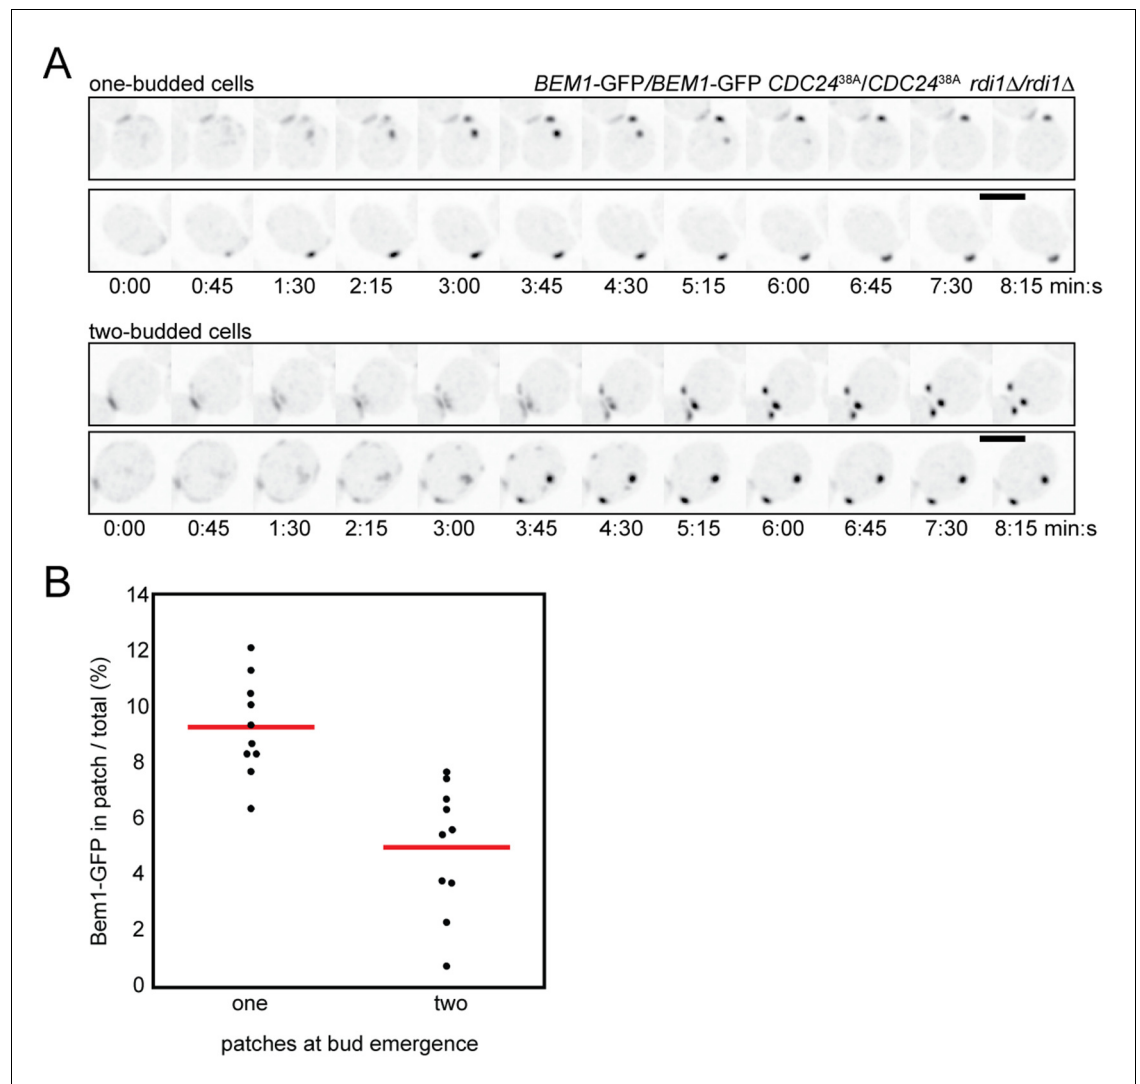 A
one-budded cells BEM1-GFP/BEM1-GFP CDC24³⁸ᴬ/CDC24³⁸ᴬ rdi1Δ/rdi1Δ
0:00 0:45 1:30 2:15 3:00 3:45 4:30 5:15 6:00 6:45 7:30 8:15 min:s
two-budded cells
0:00 0:45 1:30 2:15 3:00 3:45 4:30 5:15 6:00 6:45 7:30 8:15 min:s
B
Bem1-GFP in patch / total (%)
14
12
10
8
6
4
2
0
one two
patches at bud emergence